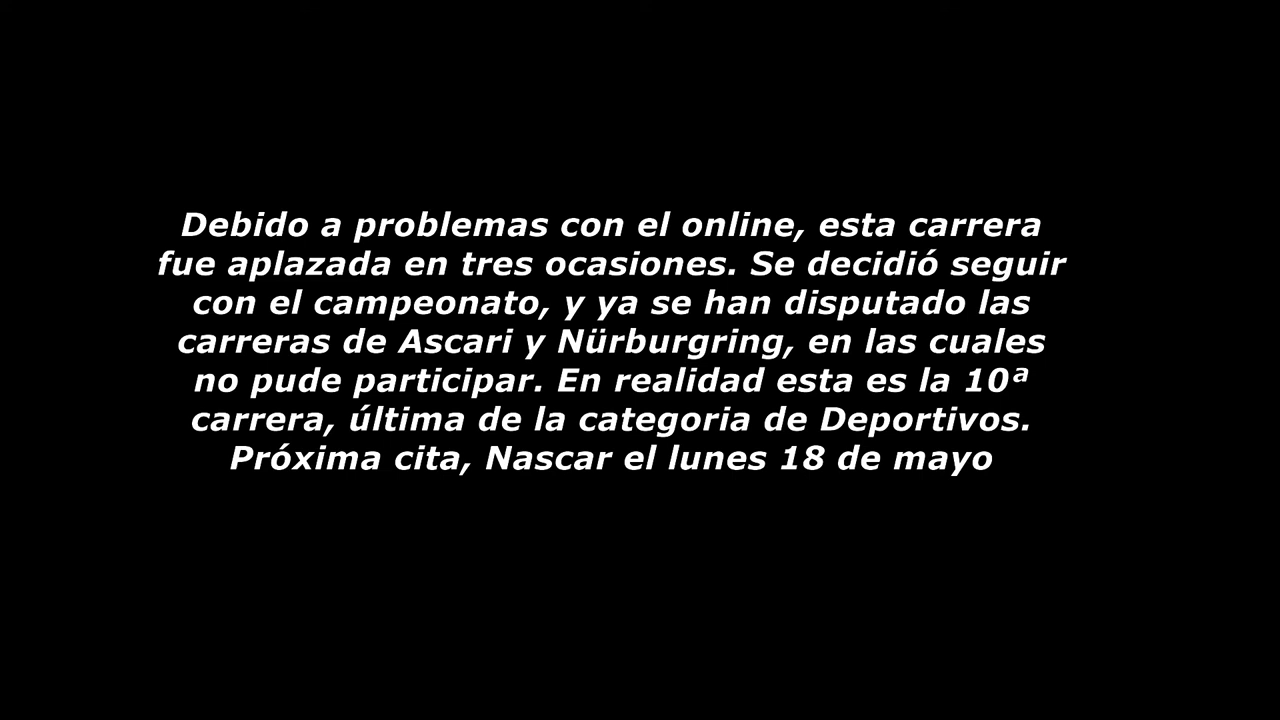 Debido a problemas con el online, esta carrera
fue aplazada en tres ocasiones. Se decidió seguir
con el campeonato, y ya se han disputado las
carreras de Ascari y Nürburgring, en las cuales
no pude participar. En realidad esta es la 10ª
carrera, última de la categoria de Deportivos.
Próxima cita, Nascar el lunes 18 de mayo